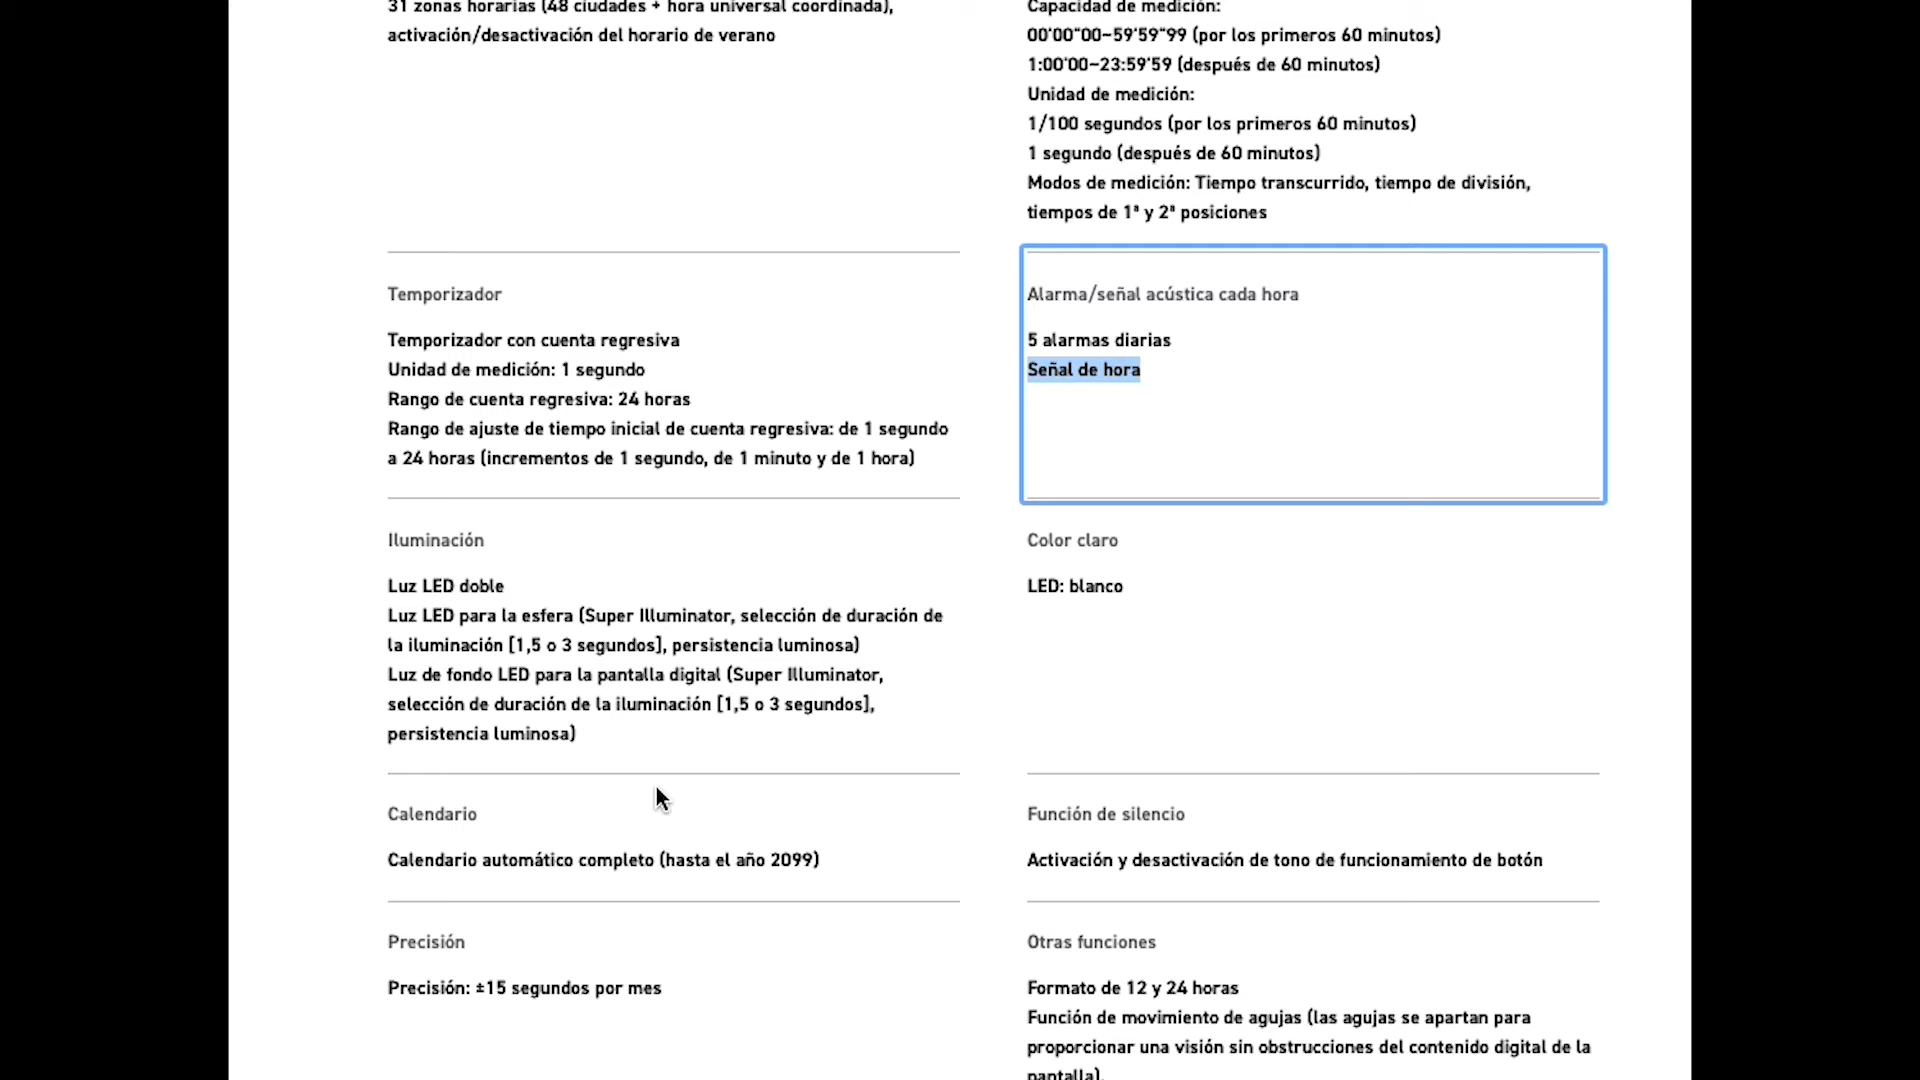 31 zonas horarias (48 ciudades + hora universal coordinada),
activación/desactivación del horario de verano
Capacidad de medición:
00'00"00~59'59"99 (por los primeros 60 minutos)
1:00'00~23:59'59 (después de 60 minutos)
Unidad de medición:
1/100 segundos (por los primeros 60 minutos)
1 segundo (después de 60 minutos)
Modos de medición: Tiempo transcurrido, tiempo de división,
tiempos de 1ª y 2ª posiciones
Temporizador
Temporizador con cuenta regresiva
Unidad de medición: 1 segundo
Rango de cuenta regresiva: 24 horas
Rango de ajuste de tiempo inicial de cuenta regresiva: de 1 segundo
a 24 horas (incrementos de 1 segundo, de 1 minuto y de 1 hora)
Alarma/señal acústica cada hora
5 alarmas diarias
Señal de hora
Iluminación
Luz LED doble
Luz LED para la esfera (Super Illuminator, selección de duración de
la iluminación [1,5 o 3 segundos], persistencia luminosa)
Luz de fondo LED para la pantalla digital (Super Illuminator,
selección de duración de la iluminación [1,5 o 3 segundos],
persistencia luminosa)
Color claro
LED: blanco
Calendario
Calendario automático completo (hasta el año 2099)
Función de silencio
Activación y desactivación de tono de funcionamiento de botón
Precisión
Precisión: ±15 segundos por mes
Otras funciones
Formato de 12 y 24 horas
Función de movimiento de agujas (las agujas se apartan para
proporcionar una visión sin obstrucciones del contenido digital de la
pantalla).